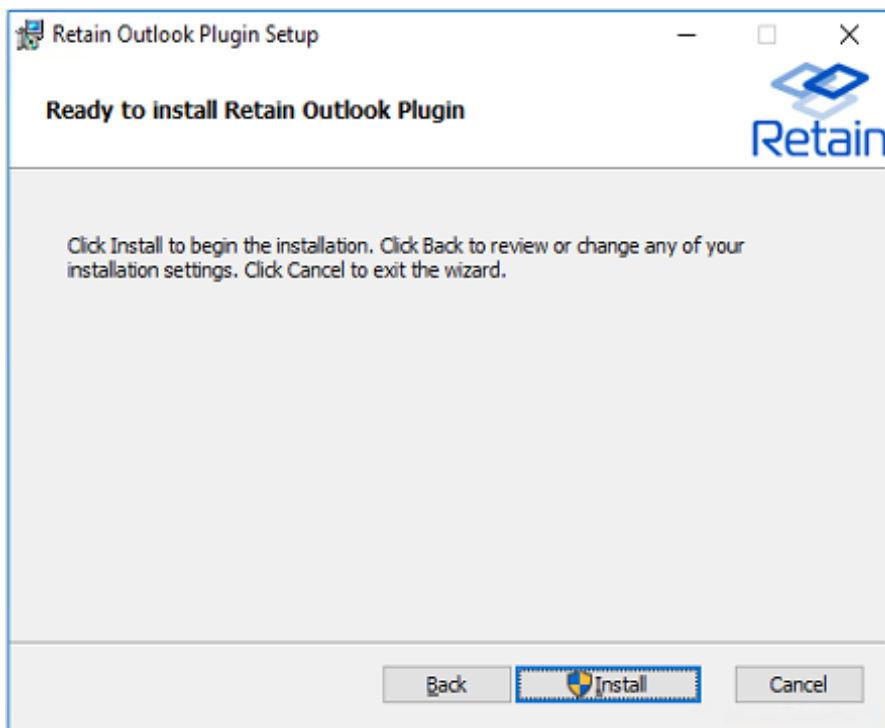 Retain Outlook Plugin Setup
Ready to install Retain Outlook Plugin
Retain
Click Install to begin the installation. Click Back to review or change any of your
installation settings. Click Cancel to exit the wizard.
Back Install Cancel